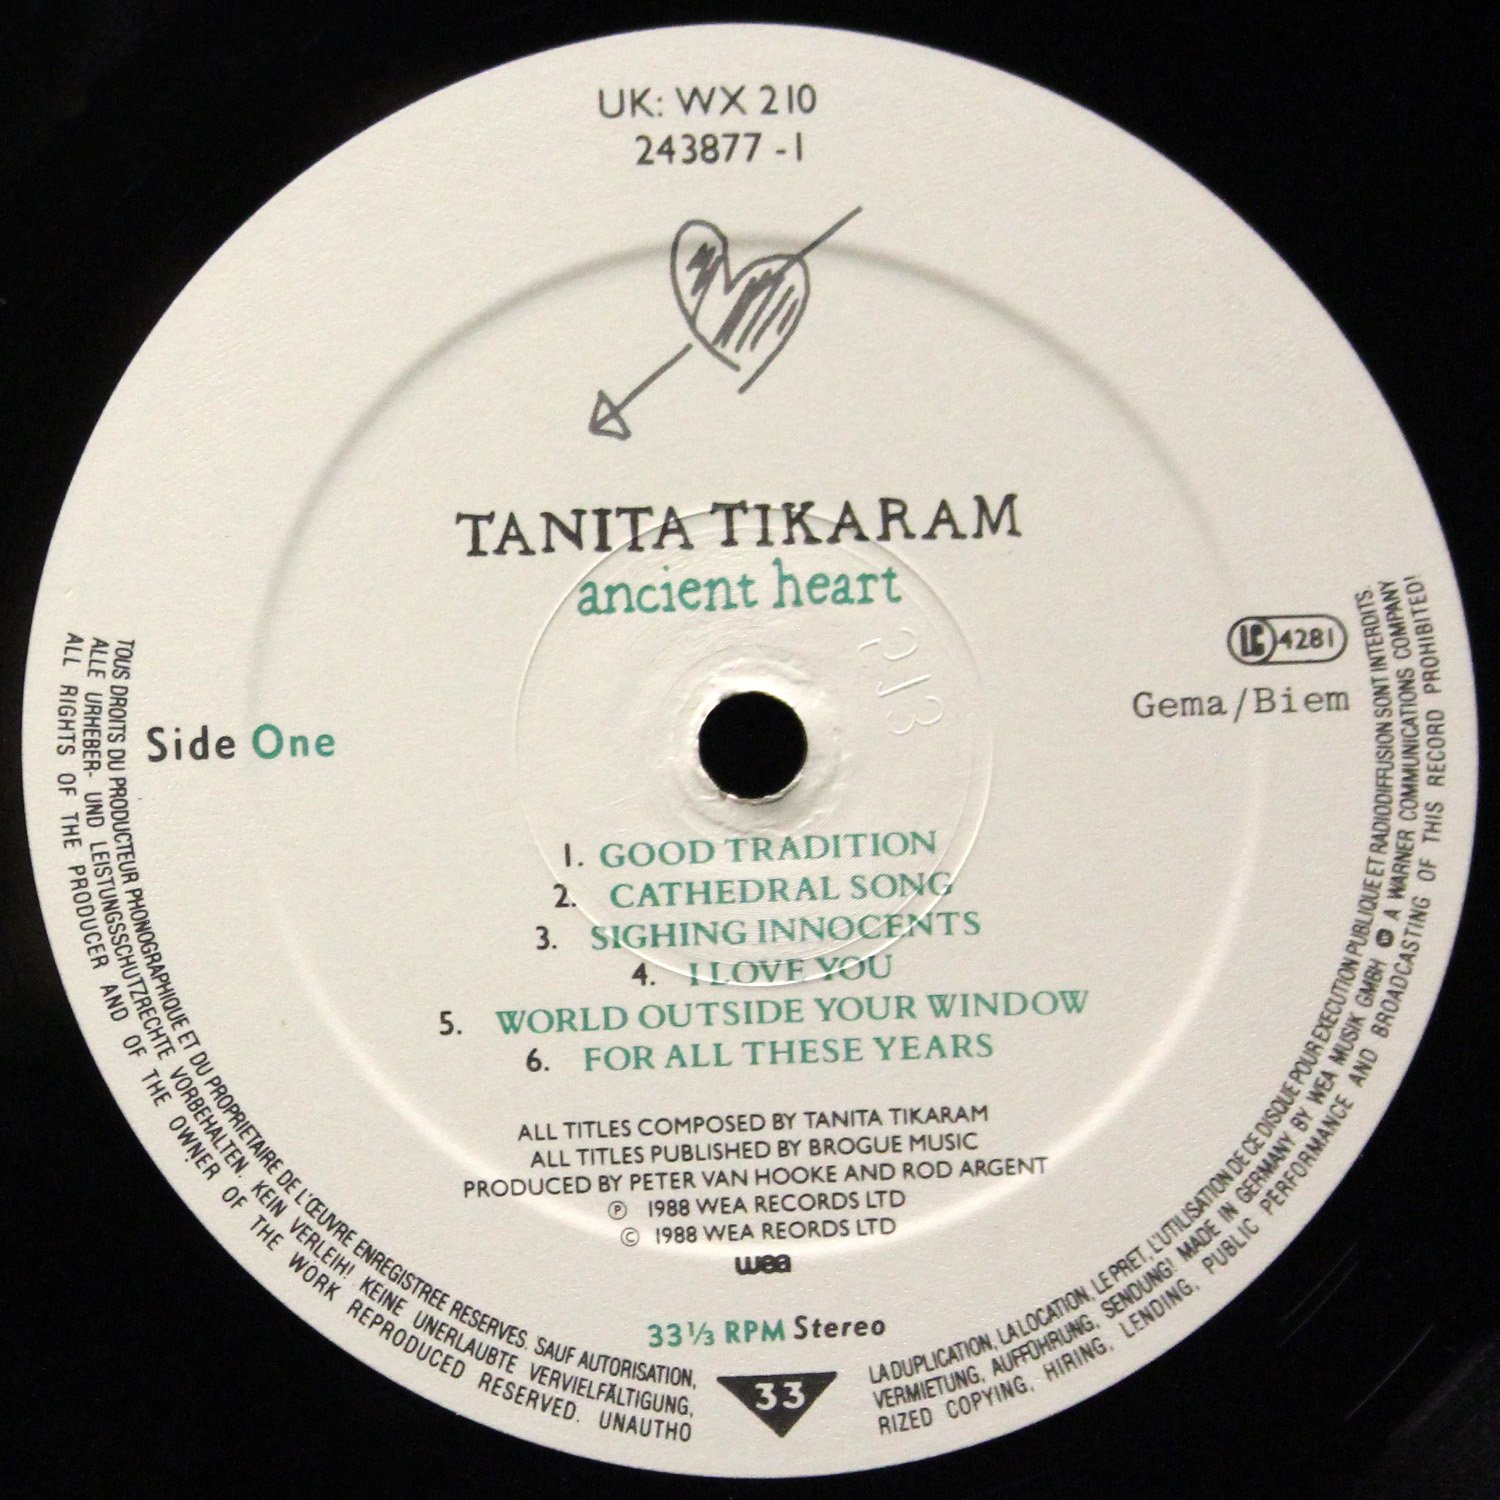 UK: WX 210
243877 - 1
TANITA TIKARAM
ancient heart
213
LC 4281
Gema/Biem
Side One
1. GOOD TRADITION
2. CATHEDRAL SONG
3. SIGHING INNOCENTS
4. I LOVE YOU
5. WORLD OUTSIDE YOUR WINDOW
6. FOR ALL THESE YEARS
ALL TITLES COMPOSED BY TANITA TIKARAM
ALL TITLES PUBLISHED BY BROGUE MUSIC
PRODUCED BY PETER VAN HOOKE AND ROD ARGENT
℗ 1988 WEA RECORDS LTD
© 1988 WEA REORDS LTD
wea
33 1/3 RPM Stereo
33
TOUS DROITS DU PRODUCTEUR PHONOGRAPHIQUE ET DU PROPRIETAIRE DE L'ŒUVRE ENREGISTREE RESERVES. SAUF AUTORISATION, LA DUPLICATION, LA LOCATION, LE PRET, L'UTILISATION DE CE DISQUE POUR EXECUTION PUBLIQUE ET RADIODIFFUSION SONT INTERDITS.
ALLE URHEBER- UND LEISTUNGSSCHUTZRECHTE VORBEHALTEN. KEIN VERLEIH! KEINE UNERLAUBTE VERVIELFÄLTIGUNG, VERMIETUNG, AUFFÜHRUNG, SENDUNG! MADE IN GERMANY BY WEA MUSIK GMBH A WARNER COMMUNICATIONS COMPANY
ALL RIGHTS OF THE PRODUCER AND OF THE OWNER OF THE WORK REPRODUCED RESERVED. UNAUTHORIZED COPYING, HIRING, LENDING, PUBLIC PERFORMANCE AND BROADCASTING OF THIS RECORD PROHIBITED!